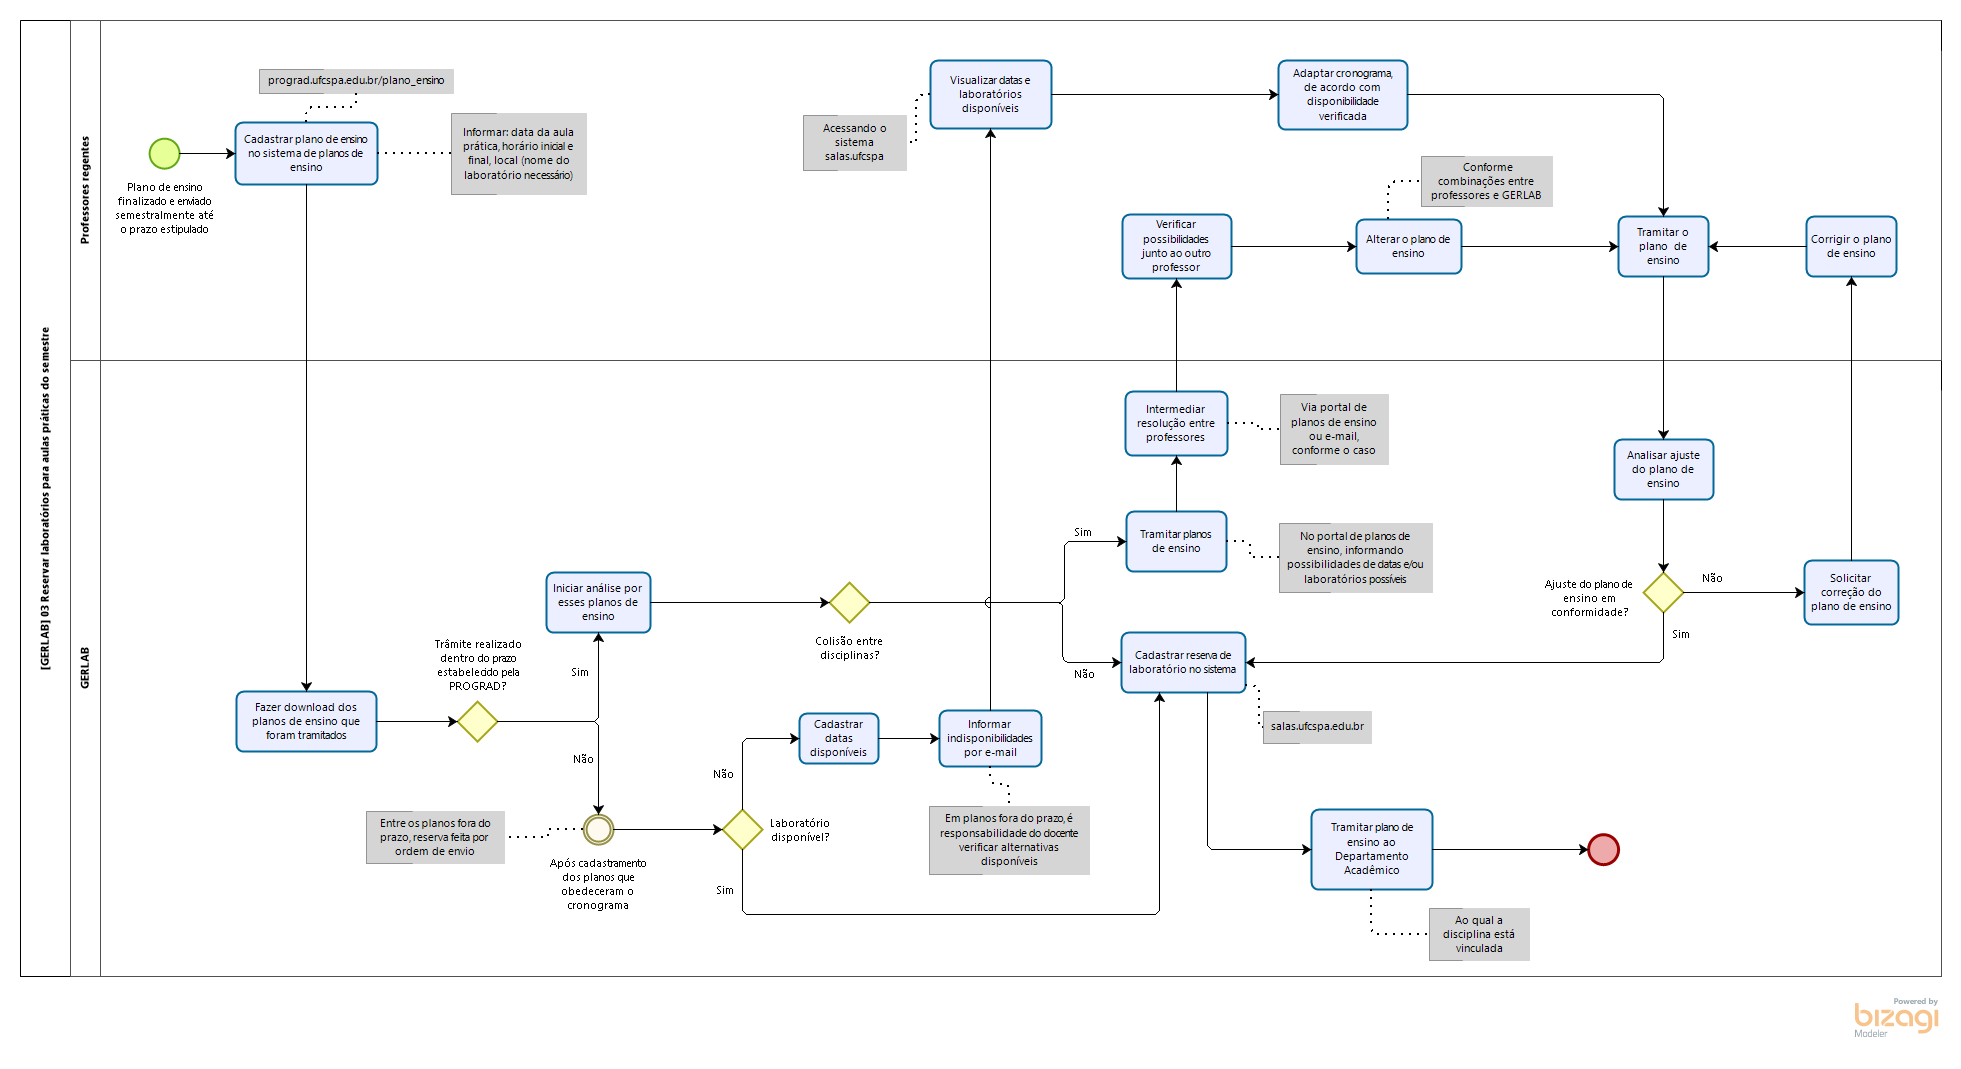 [GERLAB] 03 Reservar laboratórios para aulas práticas do semestre
Professores regentes
prograd.ufcspa.edu.br/plano_ensino
Plano de ensino
finalizado e enviado
semestralmente até
o prazo estipulado
Cadastrar plano de ensino
no sistema de planos de
ensino
Informar: data da aula
prática, horário inicial e
final, local (nome do
laboratório necessário)
Acessando o
sistema
salas.ufcspa
Visualizar datas e
laboratórios
disponíveis
Adaptar cronograma,
de acordo com
disponibilidade
verificada
Conforme
combinações entre
professores e GERLAB
Verificar
possibilidades
junto ao outro
professor
Alterar o plano de
ensino
Tramitar o
plano de
ensino
Corrigir o plano
de ensino
GERLAB
Intermediar
resolução entre
professores
Via portal de
planos de ensino
ou e-mail,
conforme o caso
Analisar ajuste
do plano de
ensino
Sim
Tramitar planos
de ensino
No portal de planos de
ensino, informando
possibilidades de datas e/ou
laboratórios possíveis
Ajuste do plano de
ensino em
conformidade?
Não
Sim
Solicitar
correção do
plano de ensino
Iniciar análise por
esses planos de
ensino
Colisão entre
disciplinas?
Não
Cadastrar reserva de
laboratório no sistema
salas.ufcspa.edu.br
Trâmite realizado
dentro do prazo
estabelecido pela
PROGRAD?
Sim
Não
Fazer download dos
planos de ensino que
foram tramitados
Cadastrar
datas
disponíveis
Informar
indisponibilidades
por e-mail
Não
Laboratório
disponível?
Sim
Entre os planos fora do
prazo, reserva feita por
ordem de envio
Após cadastramento
dos planos que
obedeceram o
cronograma
Em planos fora do prazo, é
responsabilidade do docente
verificar alternativas
disponíveis
Tramitar plano de
ensino ao
Departamento
Acadêmico
Ao qual a
disciplina está
vinculada
Powered by
bizagi
Modeler